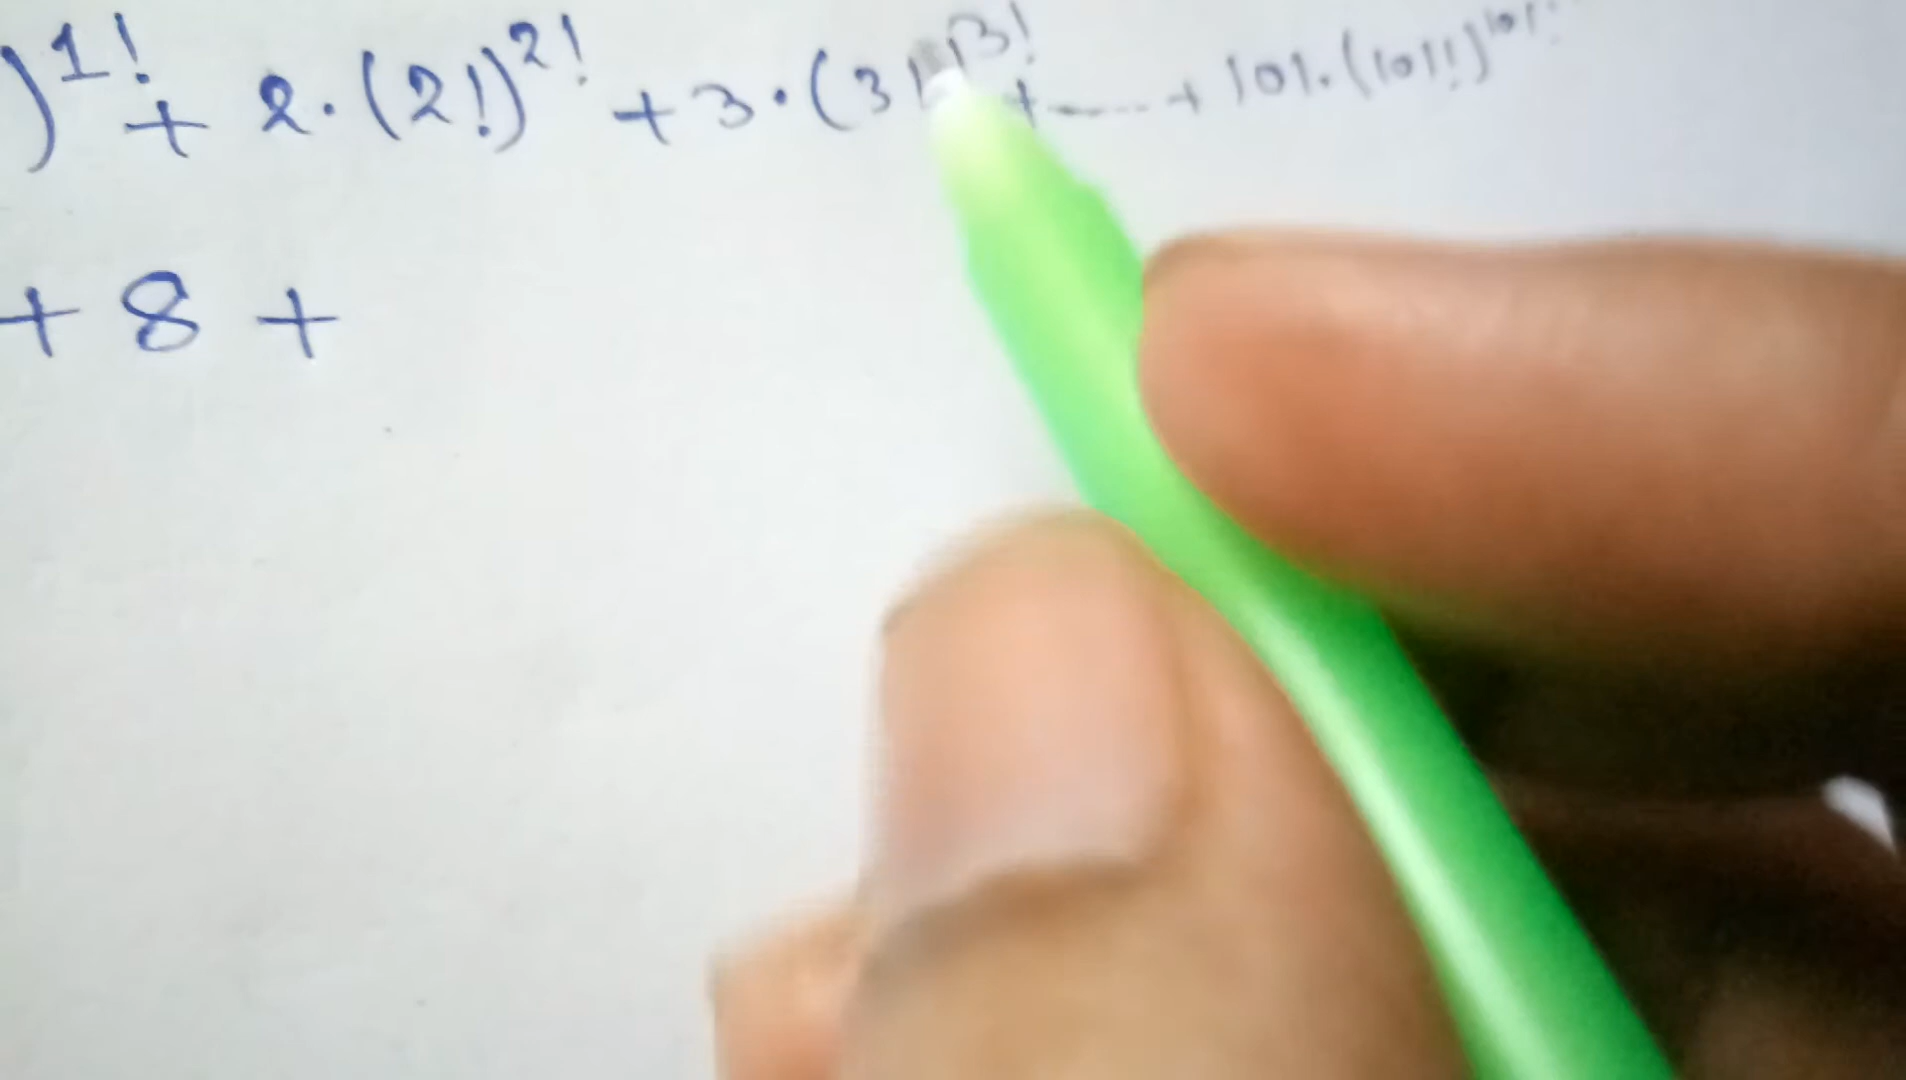 )^1! + 2.(2!)^2! + 3.(3!)^3! + ..... + 101.(101!)^101!
+ 8 +